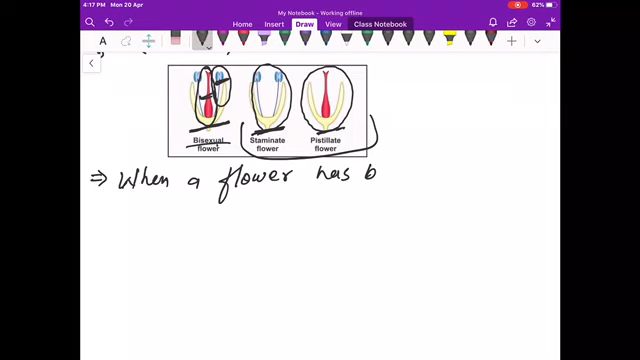 4:17 PM Mon 20 Apr
62%
My Notebook - Working offline
Home Insert Draw View Class Notebook
A
Bisexual flower
Staminate flower
Pistillate flower
⇒ When a flower has b